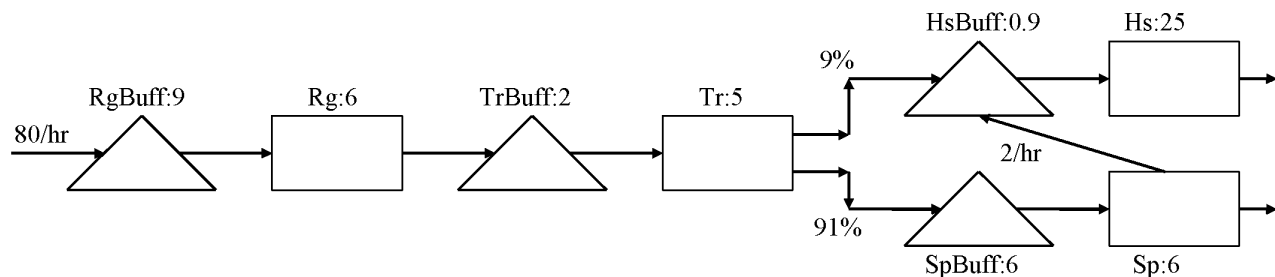 HsBuff:0.9
Hs:25
9%
RgBuff:9
Rg:6
TrBuff:2
Tr:5
80/hr
2/hr
91%
SpBuff:6
Sp:6